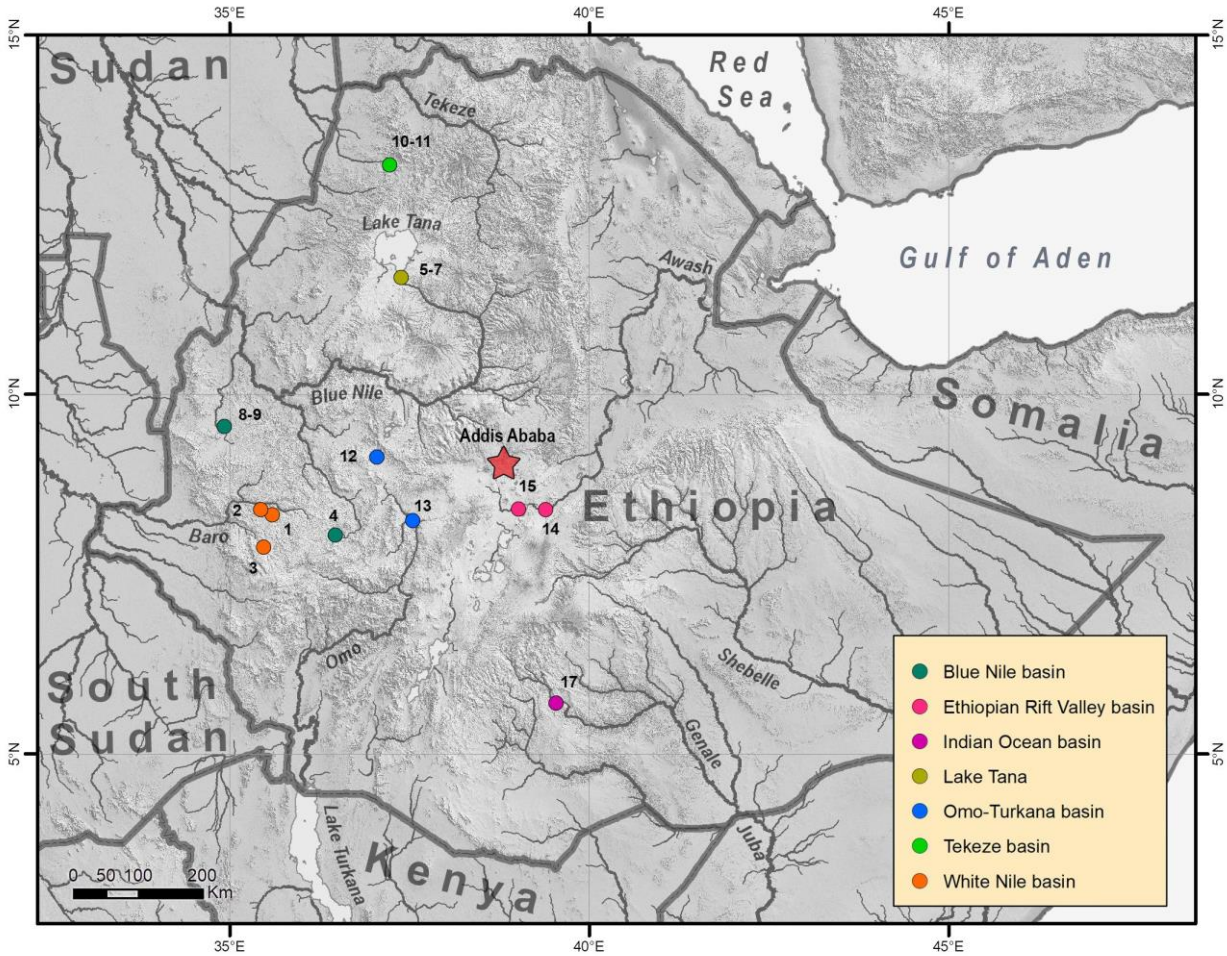 35°E
40°E
45°E
15°N
15°N
Sudan
Red
Sea
Tekeze
10-11
Lake Tana
5-7
Awash
Gulf of Aden
10°N
10°N
Blue Nile
8-9
Somalia
Addis Ababa
12
15
Ethiopia
2
1
4
13
14
Baro
3
Omo
Shebelle
17
South
Sudan
Genale
5°N
5°N
Blue Nile basin
Ethiopian Rift Valley basin
Indian Ocean basin
Lake Tana
Omo-Turkana basin
Tekeze basin
White Nile basin
Lake Turkana
Kenya
Juba
0 50 100 200
Km
35°E
40°E
45°E